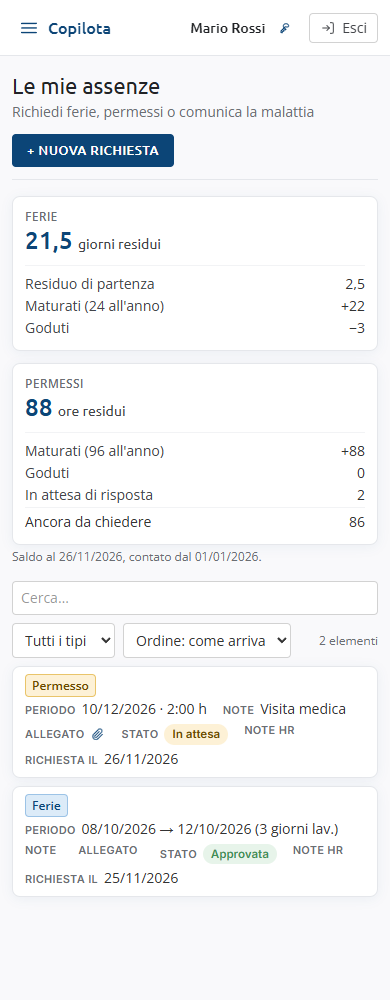 Copilota
Mario Rossi
Esci
Le mie assenze
Richiedi ferie, permessi o comunica la malattia
+ NUOVA RICHIESTA
FERIE
21,5 giorni residui
Residuo di partenza 2,5
Maturati (24 all'anno) +22
Goduti −3
PERMESSI
88 ore residui
Maturati (96 all'anno) +88
Goduti 0
In attesa di risposta 2
Ancora da chiedere 86
Saldo al 26/11/2026, contato dal 01/01/2026.
Cerca...
Tutti i tipi Ordine: come arriva 2 elementi
Permesso
PERIODO 10/12/2026 · 2:00 h NOTE Visita medica
ALLEGATO STATO In attesa NOTE HR
RICHIESTA IL 26/11/2026
Ferie
PERIODO 08/10/2026 → 12/10/2026 (3 giorni lav.)
NOTE ALLEGATO STATO Approvata NOTE HR
RICHIESTA IL 25/11/2026